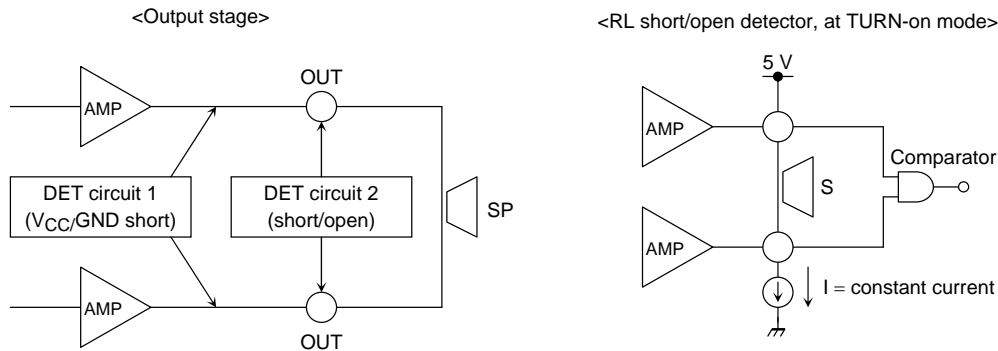 <Output stage>
OUT
AMP
DET circuit 1
(VCC/GND short)
DET circuit 2
(short/open)
SP
AMP
OUT
<RL short/open detector, at TURN-on mode>
5 V
AMP
Comparator
S
AMP
I = constant current